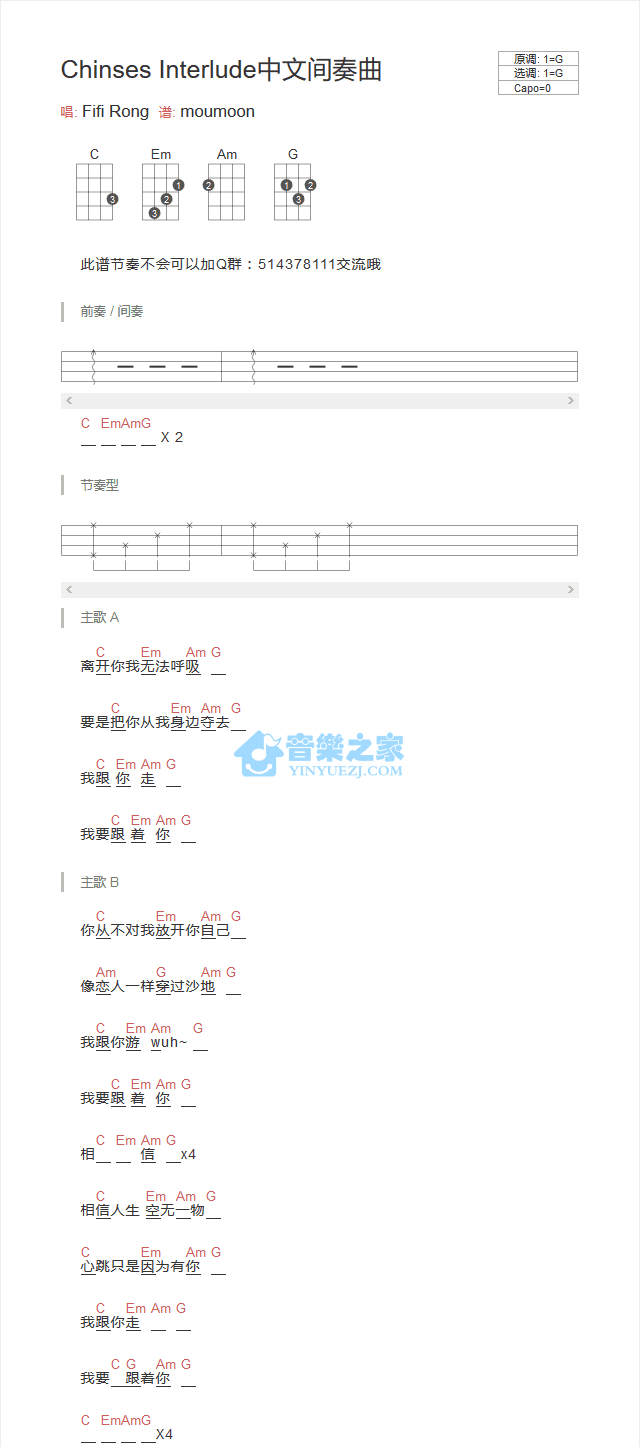 Chinses Interlude中文间奏曲
原调: 1=G
选调: 1=G
Capo=0
唱: Fifi Rong 谱: moumoon
C Em Am G
3 1 2 3 2 1 2 3
此谱节奏不会可以加Q群：514378111交流哦
前奏 / 间奏
C EmAmG
__ __ __ __ X 2
节奏型
主歌 A
C Em Am G
离开你我无法呼吸 __
C Em Am G
要是把你从我身边夺去__
C Em Am G
我跟 你 走 __
C Em Am G
我要跟 着 你 __
音樂之家
YINYUEZJ.COM
主歌 B
C Em Am G
你从不对我放开你自己__
Am G Am G
像恋人一样穿过沙地 __
C Em Am G
我跟你游 wuh~ __
C Em Am G
我要跟 着 你 __
C Em Am G
相__ __ 信 __x4
C Em Am G
相信人生 空无一物__
C Em Am G
心跳只是因为有你 __
C Em Am G
我跟你走 __ __
C G Am G
我要__跟着你 __
C EmAmG
__ __ __ __X4